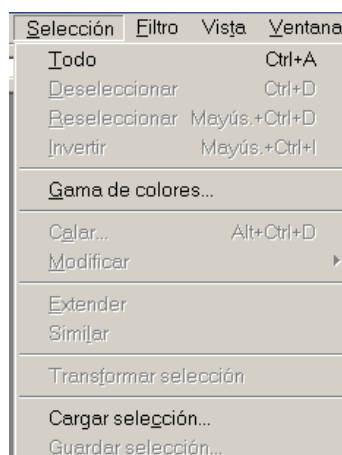 Selección Filtro Vista Ventana
Todo Ctrl+A
Deseleccionar Ctrl+D
Reseleccionar Mayús.+Ctrl+D
Invertir Mayús.+Ctrl+I
Gama de colores...
Calar... Alt+Ctrl+D
Modificar
Extender
Similar
Transformar selección
Cargar selección...
Guardar selección...